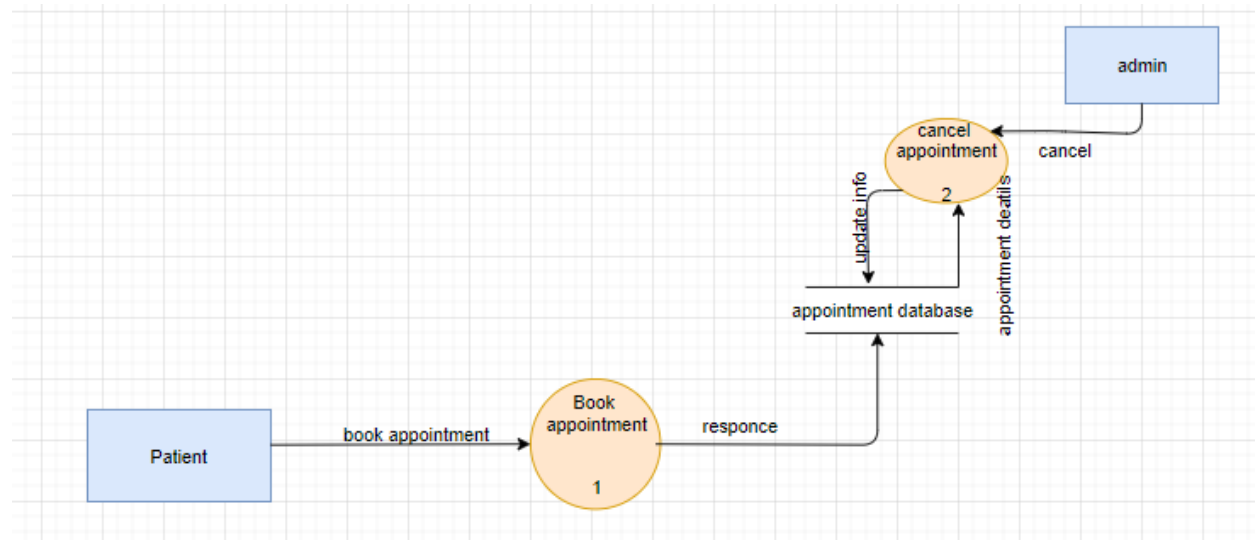 admin
cancel
appointment
2
cancel
update info
appointment deatils
appointment database
Book
appointment
1
book appointment
responce
Patient